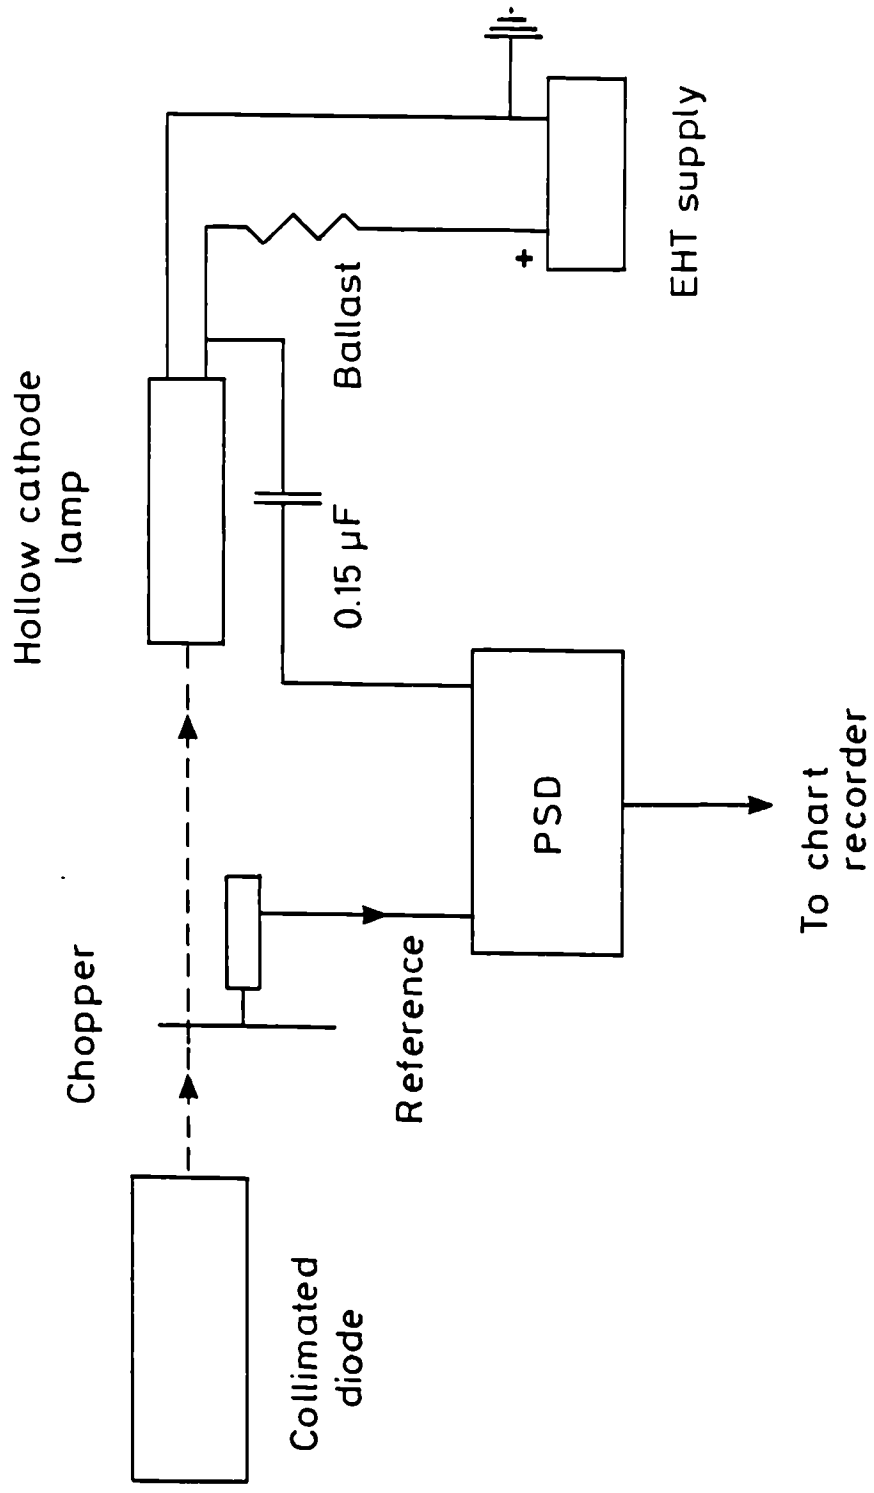 Hollow cathode
lamp
Chopper
Collimated
diode
0.15 μF
Ballast
+
EHT supply
Reference
PSD
To chart
recorder